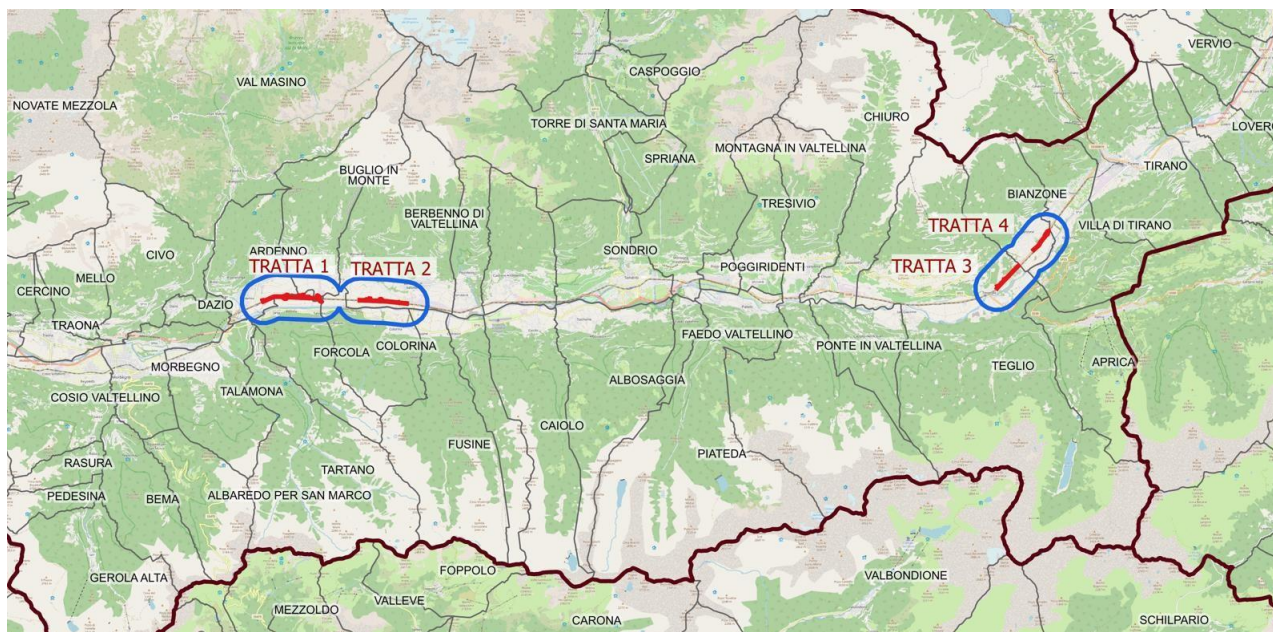 VERVIO
CASPOGGIO
VAL MASINO
NOVATE MEZZOLA
CHIURO
TORRE DI SANTA MARIA
LOVERO
MONTAGNA IN VALTELLINA
SPRIANA
TIRANO
BUGLIO IN
MONTE
BIANZONE
TRESIVIO
BERBENNO DI
VALTELLINA
TRATTA 4
VILLA DI TIRANO
ARDENNO
SONDRIO
CIVO
TRATTA 1
TRATTA 2
TRATTA 3
POGGIRIDENTI
MELLO
CERCINO
DAZIO
TRAONA
FAEDO VALTELLINO
COLORINA
PONTE IN VALTELLINA
FORCOLA
APRICA
MORBEGNO
TEGLIO
ALBOSAGGIA
TALAMONA
COSIO VALTELLINO
CAIOLO
FUSINE
PIATEDA
RASURA
TARTANO
PEDESINA
BEMA
ALBAREDO PER SAN MARCO
FOPPOLO
VALBONDIONE
GEROLA ALTA
VALLEVE
MEZZOLDO
CARONA
SCHILPARIO